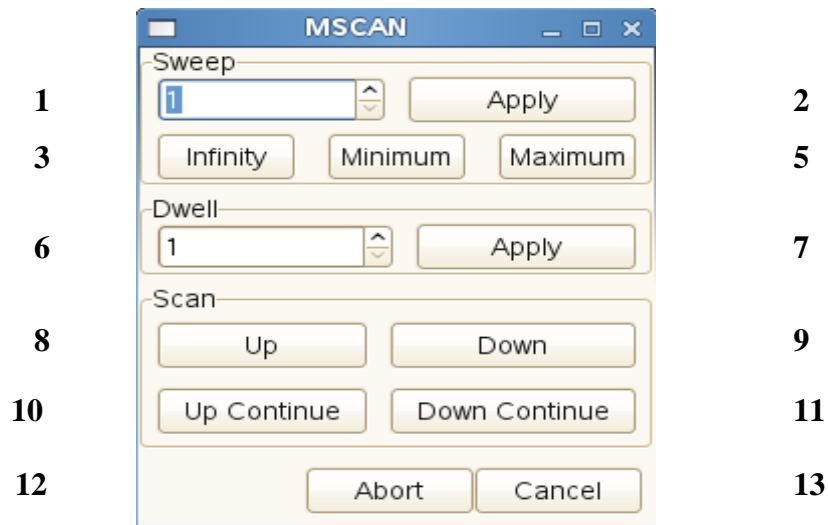 MSCAN
Sweep
1 1 Apply 2
3 Infinity Minimum Maximum 5
Dwell
6 1 Apply 7
Scan
8 Up Down 9
10 Up Continue Down Continue 11
12 Abort Cancel 13